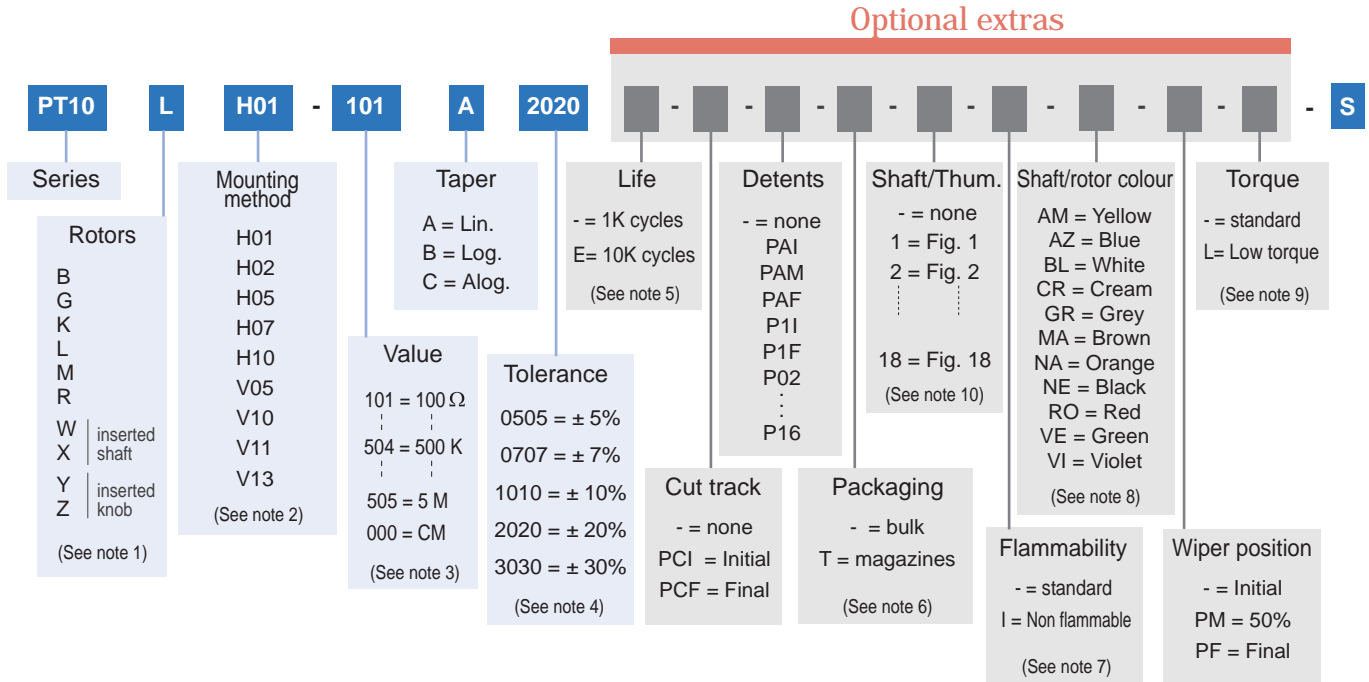 Optional extras
PT10 L H01 - 101 A 2020 - - - - - - - - - S
Series
Rotors
B
G
K
L
M
R
W
X
inserted
shaft
Y
Z
inserted
knob
(See note 1)
Mounting
method
H01
H02
H05
H07
H10
V05
V10
V11
V13
(See note 2)
Value
101 = 100 Ω
504 = 500 K
505 = 5 M
000 = CM
(See note 3)
Taper
A = Lin.
B = Log.
C = Alog.
Tolerance
0505 = ± 5%
0707 = ± 7%
1010 = ± 10%
2020 = ± 20%
3030 = ± 30%
(See note 4)
Life
- = 1K cycles
E= 10K cycles
(See note 5)
Cut track
- = none
PCI = Initial
PCF = Final
Detents
- = none
PAI
PAM
PAF
P1I
P1F
P02
P16
Packaging
- = bulk
T = magazines
(See note 6)
Shaft/Thum.
- = none
1 = Fig. 1
2 = Fig. 2
18 = Fig. 18
(See note 10)
Flammability
- = standard
I = Non flammable
(See note 7)
Shaft/rotor colour
AM = Yellow
AZ = Blue
BL = White
CR = Cream
GR = Grey
MA = Brown
NA = Orange
NE = Black
RO = Red
VE = Green
VI = Violet
(See note 8)
Wiper position
- = Initial
PM = 50%
PF = Final
Torque
- = standard
L= Low torque
(See note 9)